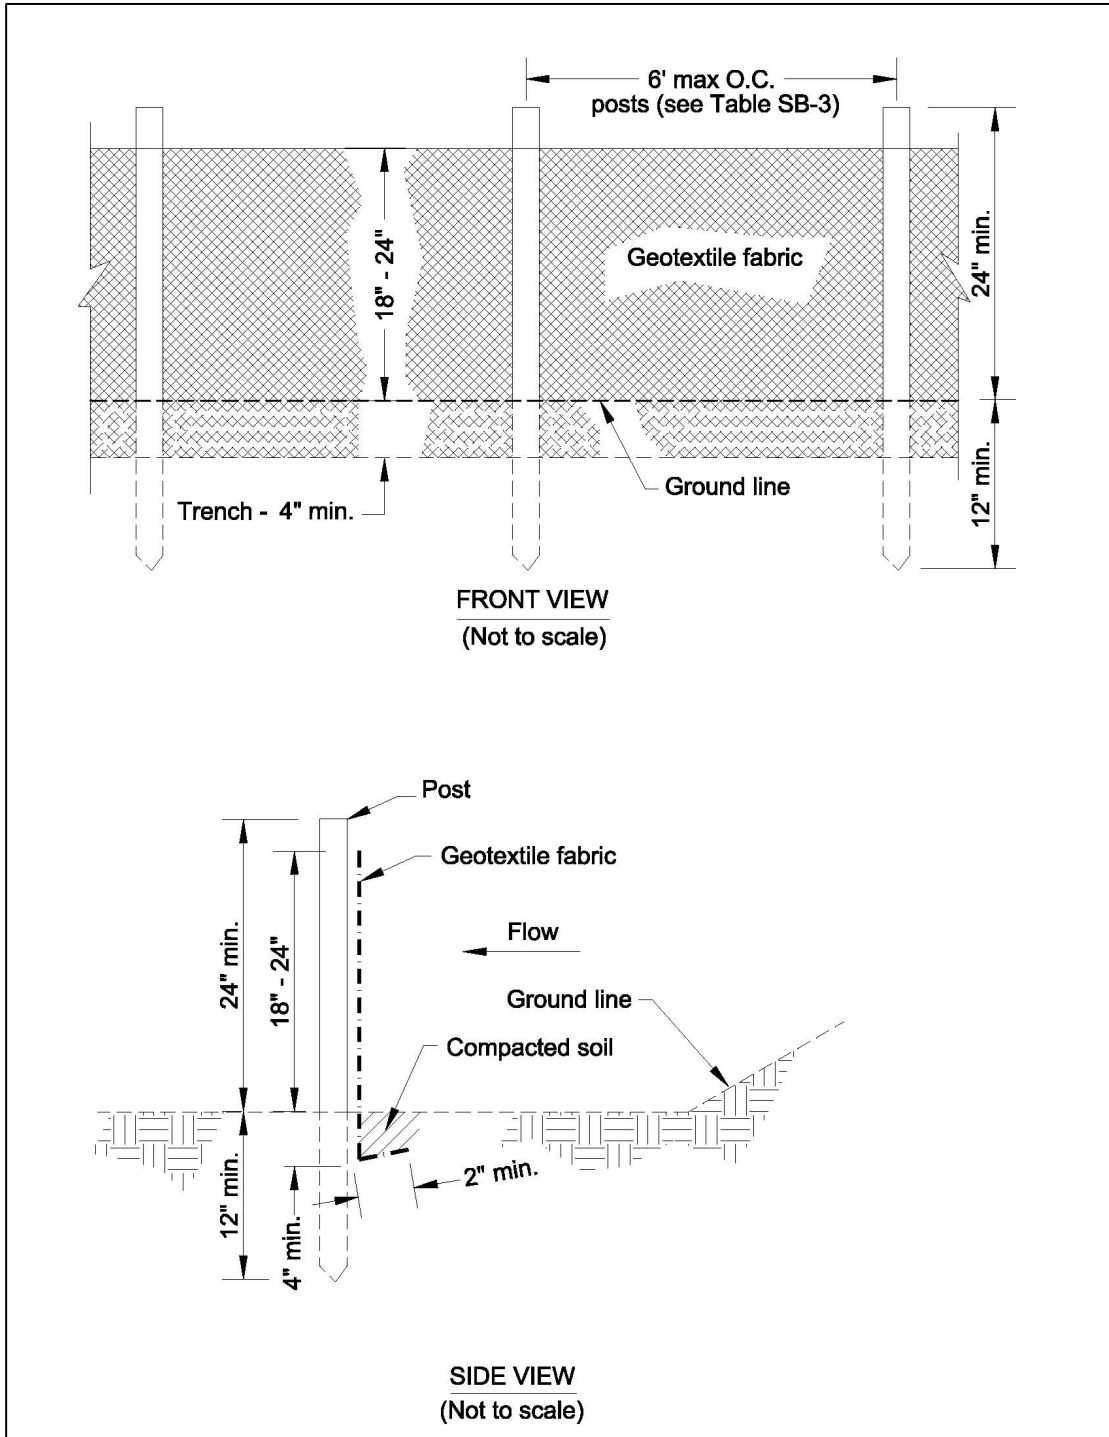 6' max O.C.
posts (see Table SB-3)
18" - 24"
Geotextile fabric
24" min.
Ground line
Trench - 4" min.
12" min.
FRONT VIEW
(Not to scale)
Post
Geotextile fabric
24" min.
18" - 24"
Flow
Ground line
Compacted soil
12" min.
4" min.
2" min.
SIDE VIEW
(Not to scale)